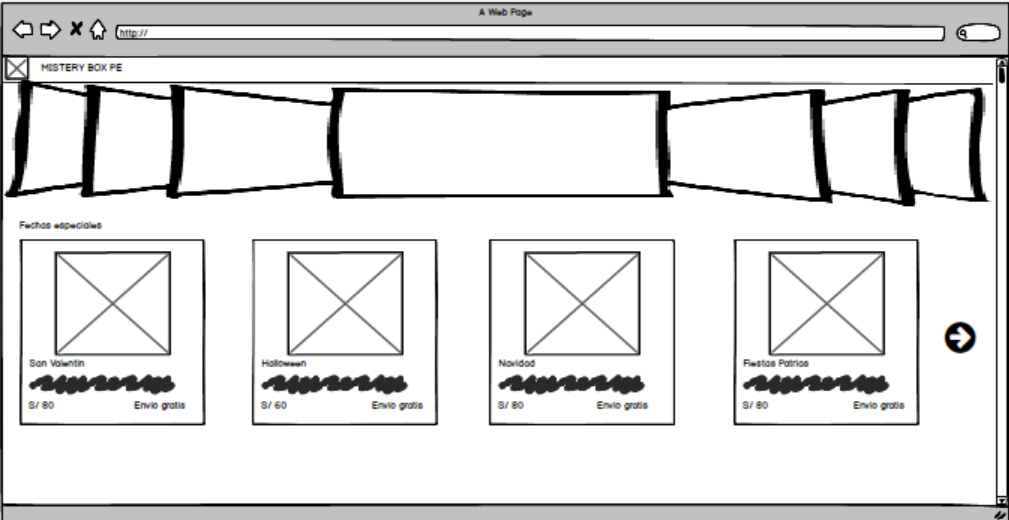 A Web Page
http://
MISTERY BOX PE
Fechas especiales
San Valentin
S/ 80 Envio gratis
Halloween
S/ 60 Envio gratis
Navidad
S/ 80 Envio gratis
Fiestas Patrias
S/ 80 Envio gratis